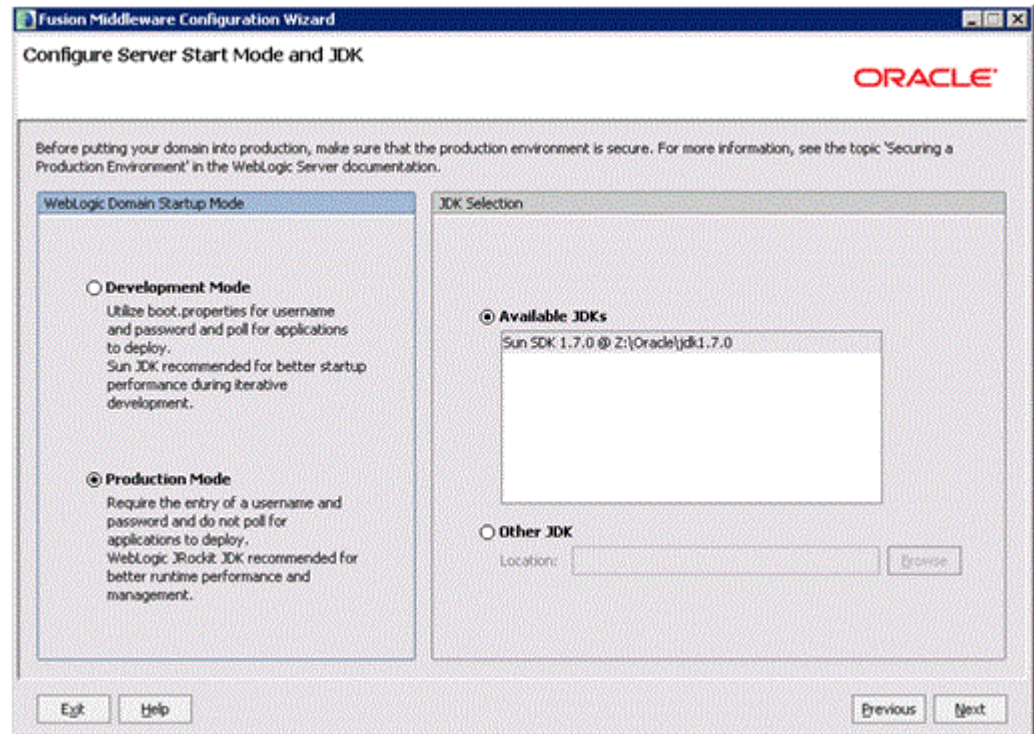 Fusion Middleware Configuration Wizard
Configure Server Start Mode and JDK
ORACLE
Before putting your domain into production, make sure that the production environment is secure. For more information, see the topic 'Securing a
Production Environment' in the WebLogic Server documentation.
WebLogic Domain Startup Mode
Development Mode
Utilize boot.properties for username
and password and poll for applications
to deploy.
Sun JDK recommended for better startup
performance during iterative
development.
Production Mode
Require the entry of a username and
password and do not poll for
applications to deploy.
WebLogic JRockit JDK recommended for
better runtime performance and
management.
JDK Selection
Available JDKs
Sun SDK 1.7.0 @ Z:\Oracle\jdk1.7.0
Other JDK
Location:
Browse
Exit
Help
Previous
Next